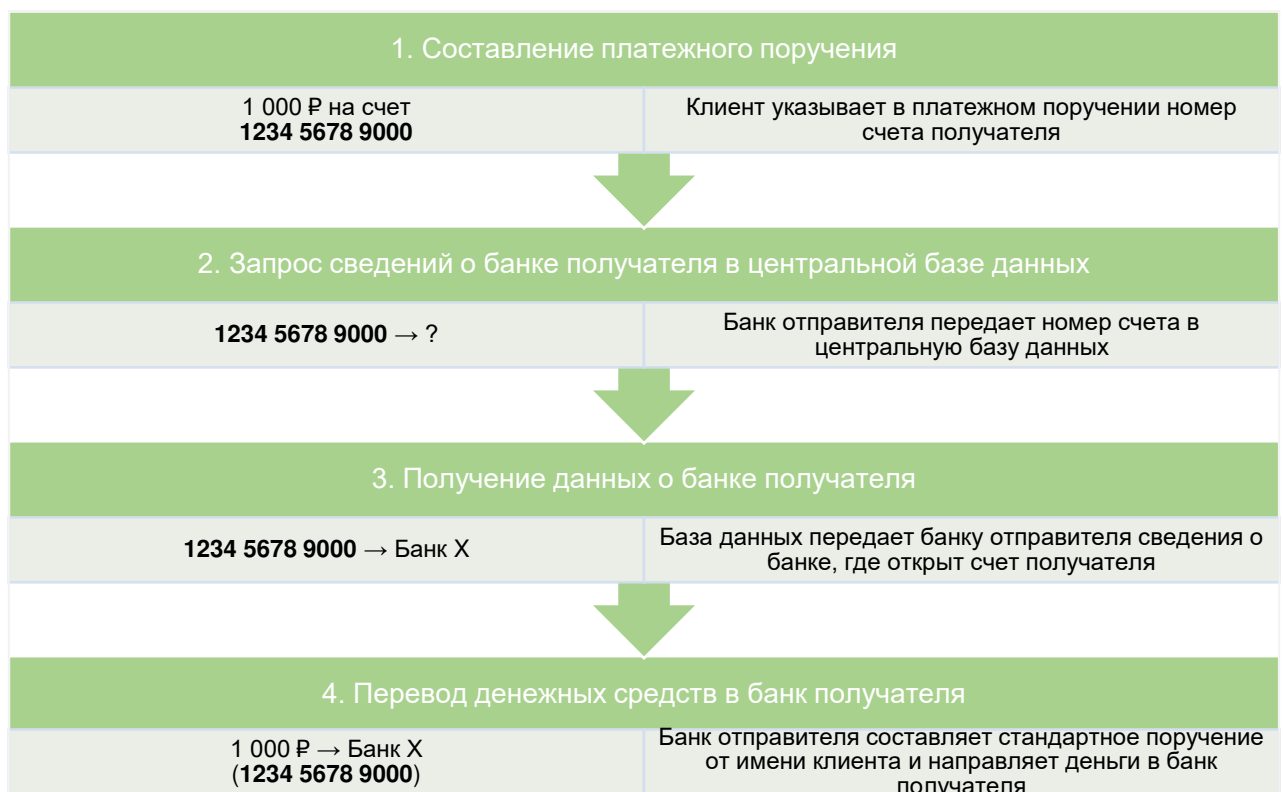 1. Составление платежного поручения
1 000 ₽ на счет
1234 5678 9000
Клиент указывает в платежном поручении номер
счета получателя
2. Запрос сведений о банке получателя в центральной базе данных
1234 5678 9000 → ?
Банк отправителя передает номер счета в
центральную базу данных
3. Получение данных о банке получателя
1234 5678 9000 → Банк X
База данных передает банку отправителя сведения о
банке, где открыт счет получателя
4. Перевод денежных средств в банк получателя
1 000 ₽ → Банк X
(1234 5678 9000)
Банк отправителя составляет стандартное поручение
от имени клиента и направляет деньги в банк
получателя